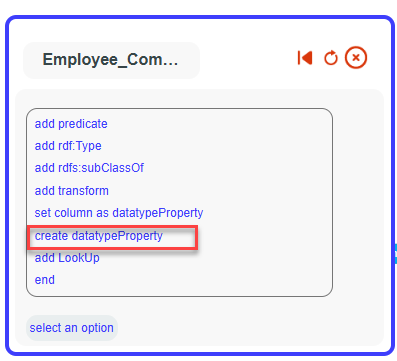 Employee_Com...
add predicate
add rdf:Type
add rdfs:subClassOf
add transform
set column as datatypeProperty
create datatypeProperty
add LookUp
end
select an option